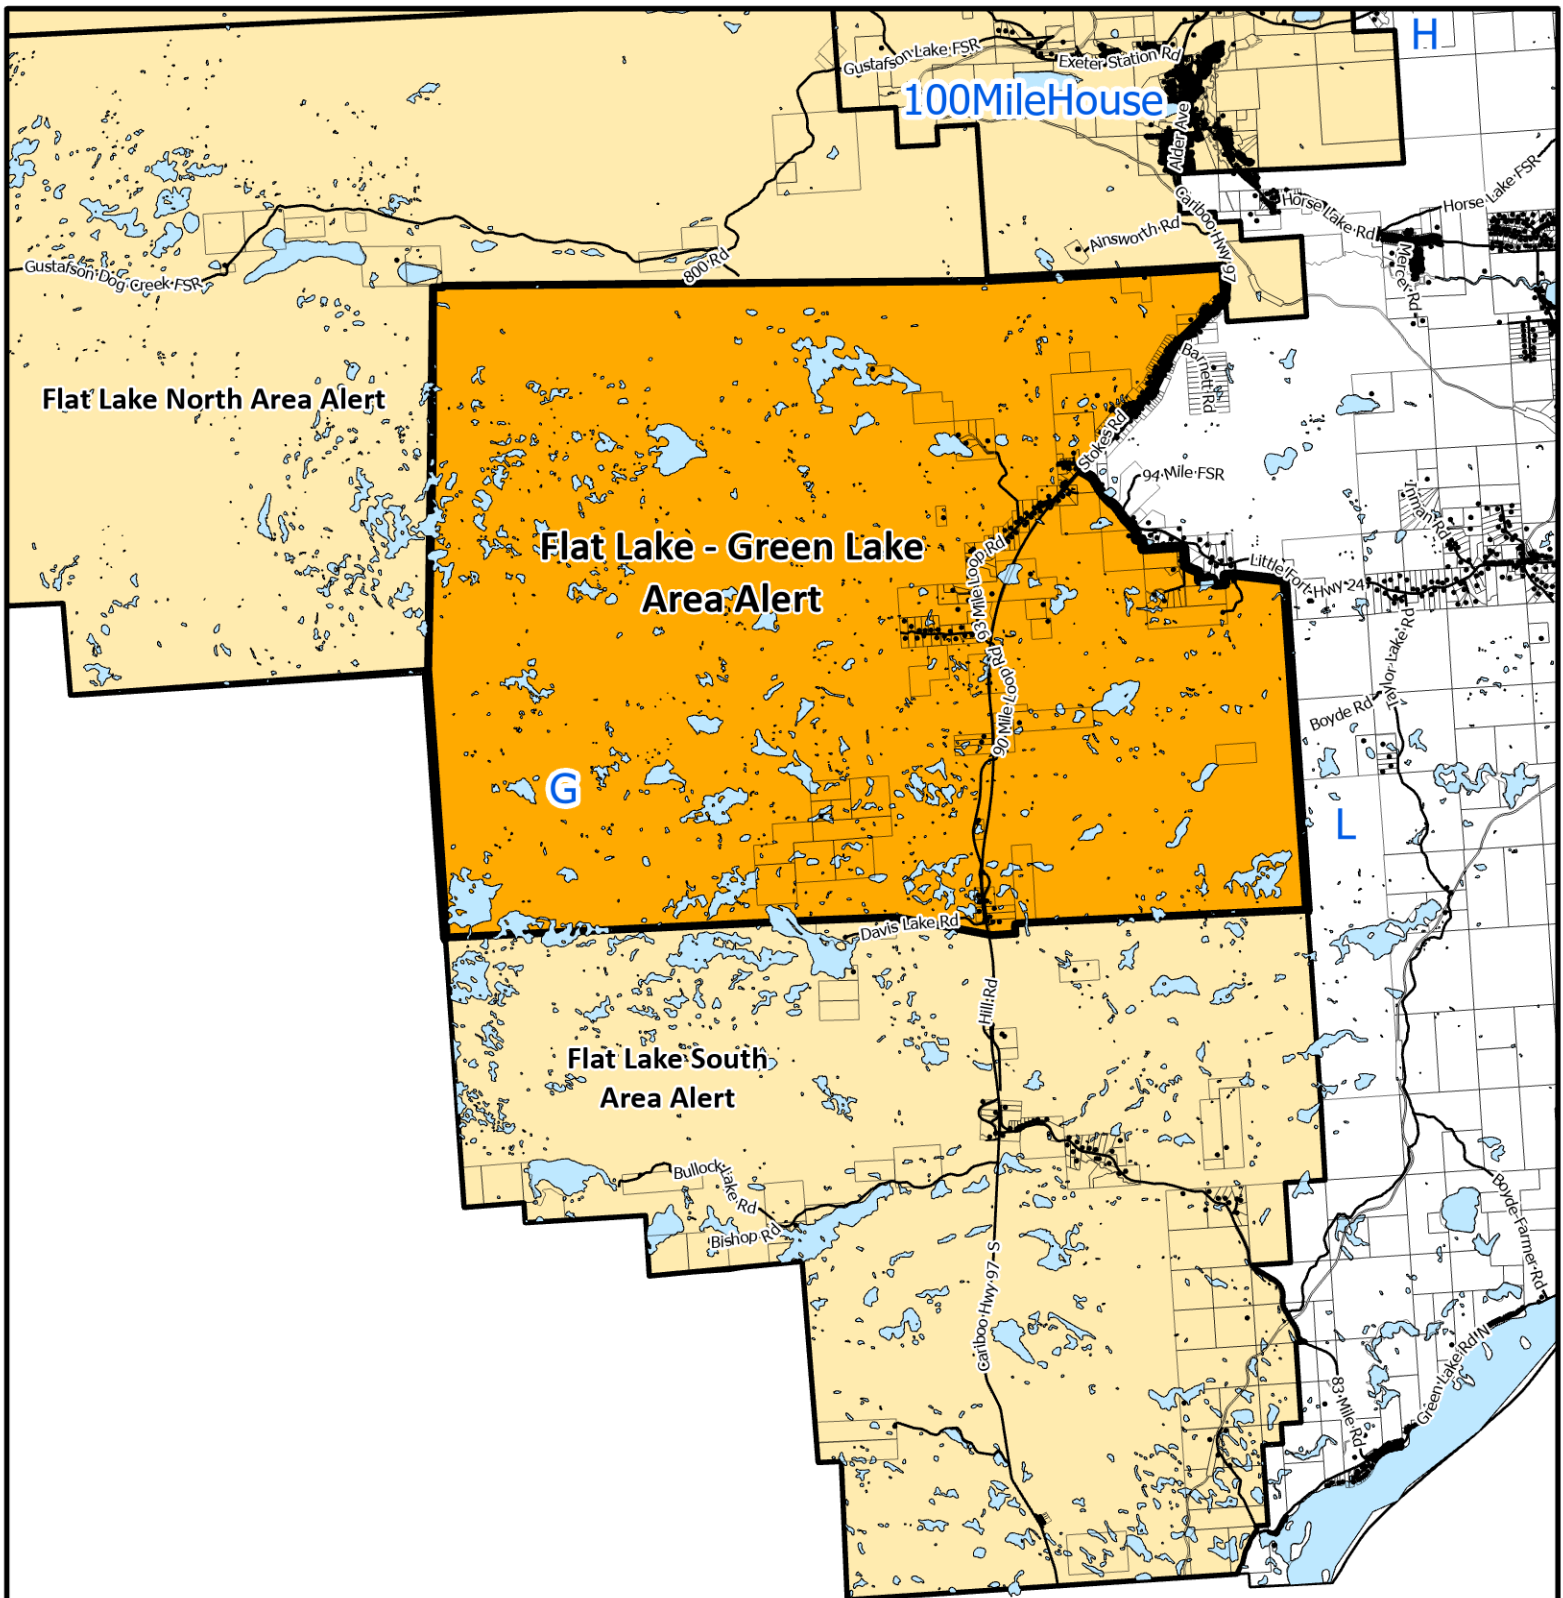 H
Gustafson Lake FSR
Exeter Station Rd
100MileHouse
Alder Ave
Cariboo Hwy 97
Horse Lake Rd
Horse Lake FSR
Ainsworth Rd
Mercer Rd
800 Rd
Gustafson Dog Creek FSR
Barnett Rd
Flat Lake North Area Alert
Stokes Rd
94 Mile FSR
Inman Rd
Flat Lake - Green Lake
Area Alert
93 Mile Loop Rd
Little Fort Hwy 24
Taylor Lake Rd
90 Mile Loop Rd
Boyde Rd
G
L
Davis Lake Rd
Hill Rd
Flat Lake South
Area Alert
Bullock Lake Rd
Bishop Rd
Boyde Farmer Rd
Cariboo Hwy 97 S
Green Lake Rd N
83 Mile Rd